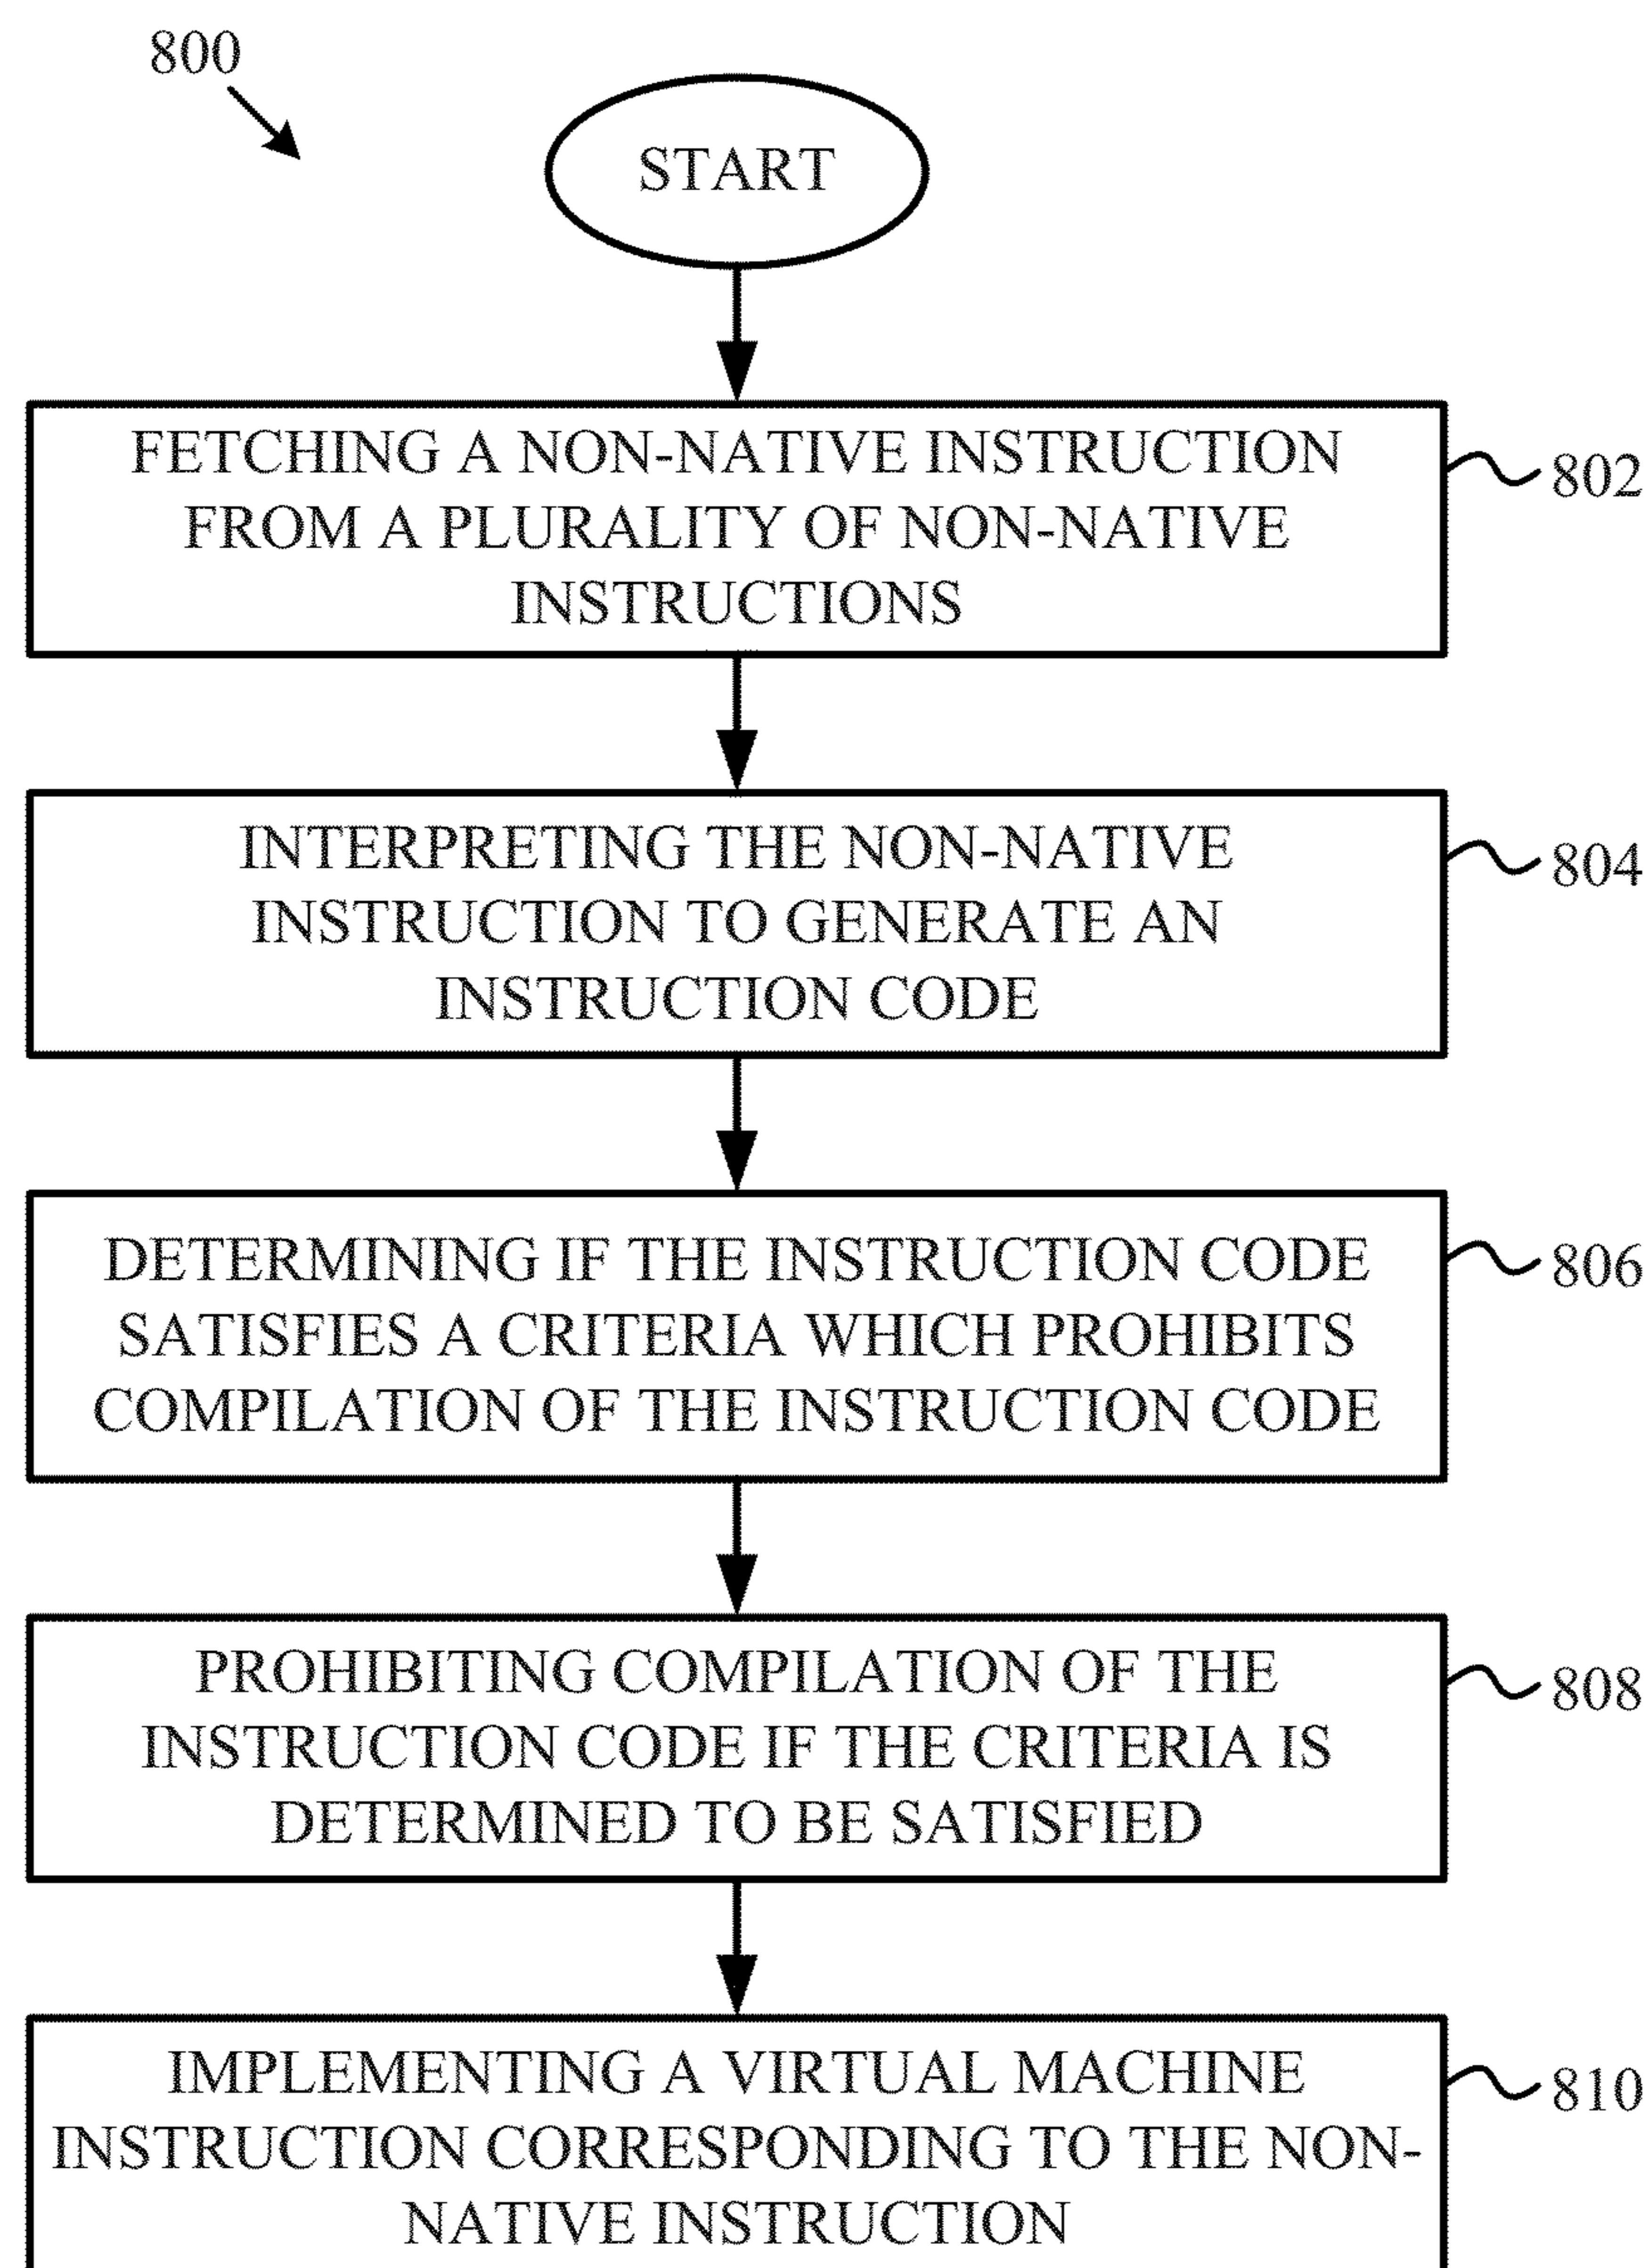 800
START
FETCHING A NON-NATIVE INSTRUCTION
FROM A PLURALITY OF NON-NATIVE
INSTRUCTIONS
802
INTERPRETING THE NON-NATIVE
INSTRUCTION TO GENERATE AN
INSTRUCTION CODE
804
DETERMINING IF THE INSTRUCTION CODE
SATISFIES A CRITERIA WHICH PROHIBITS
COMPILATION OF THE INSTRUCTION CODE
806
PROHIBITING COMPILATION OF THE
INSTRUCTION CODE IF THE CRITERIA IS
DETERMINED TO BE SATISFIED
808
IMPLEMENTING A VIRTUAL MACHINE
INSTRUCTION CORRESPONDING TO THE NON-
NATIVE INSTRUCTION
810